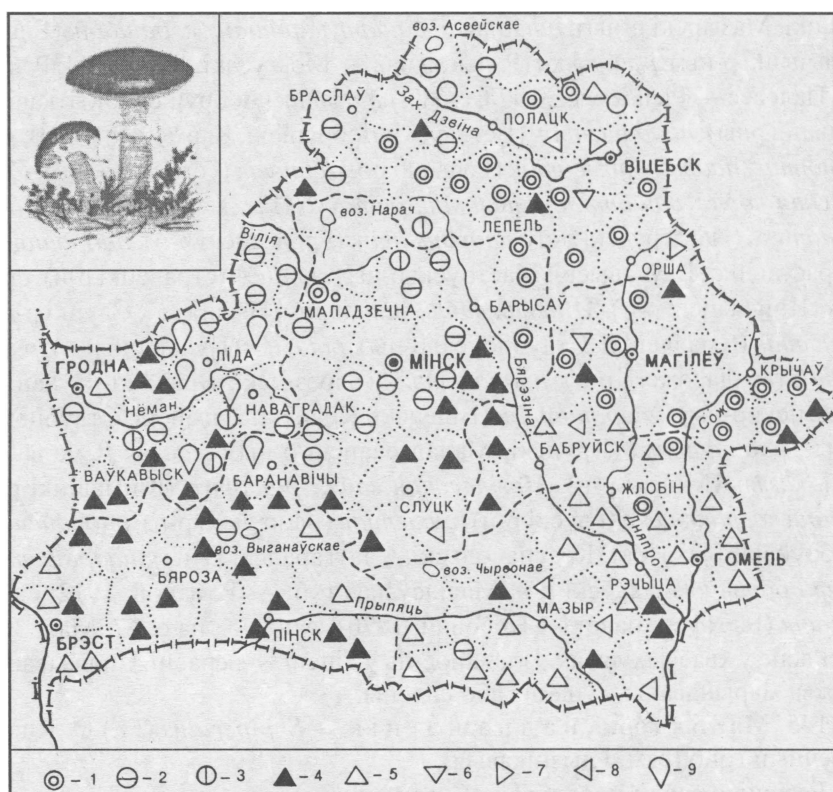 воз. Асвейскае
БРАСЛАЎ
Зах. Дзвіна
ПОЛАЦК
ВІЦЕБСК
воз. Нарач
ЛЕПЕЛЬ
Вілія
ОРША
МАЛАДЗЕЧНА
БАРЫСАЎ
ГРОДНА
ЛІДА
МІНСК
МАГІЛЁЎ
КРЫЧАЎ
Нёман
НАВАГРАДАК
Бярэзіна
Сож
ВАЎКАВЫСК
БАРАНАВІЧЫ
БАБРУЙСК
СЛУЦК
ЖЛОБІН
воз. Выганаўскае
Дняпро
БЯРОЗА
воз. Чырвонае
ГОМЕЛЬ
РЭЧЫЦА
Прыпяць
МАЗЫР
БРЭСТ
ПІНСК
– 1 – 2 – 3 – 4 – 5 – 6 – 7 – 8 – 9